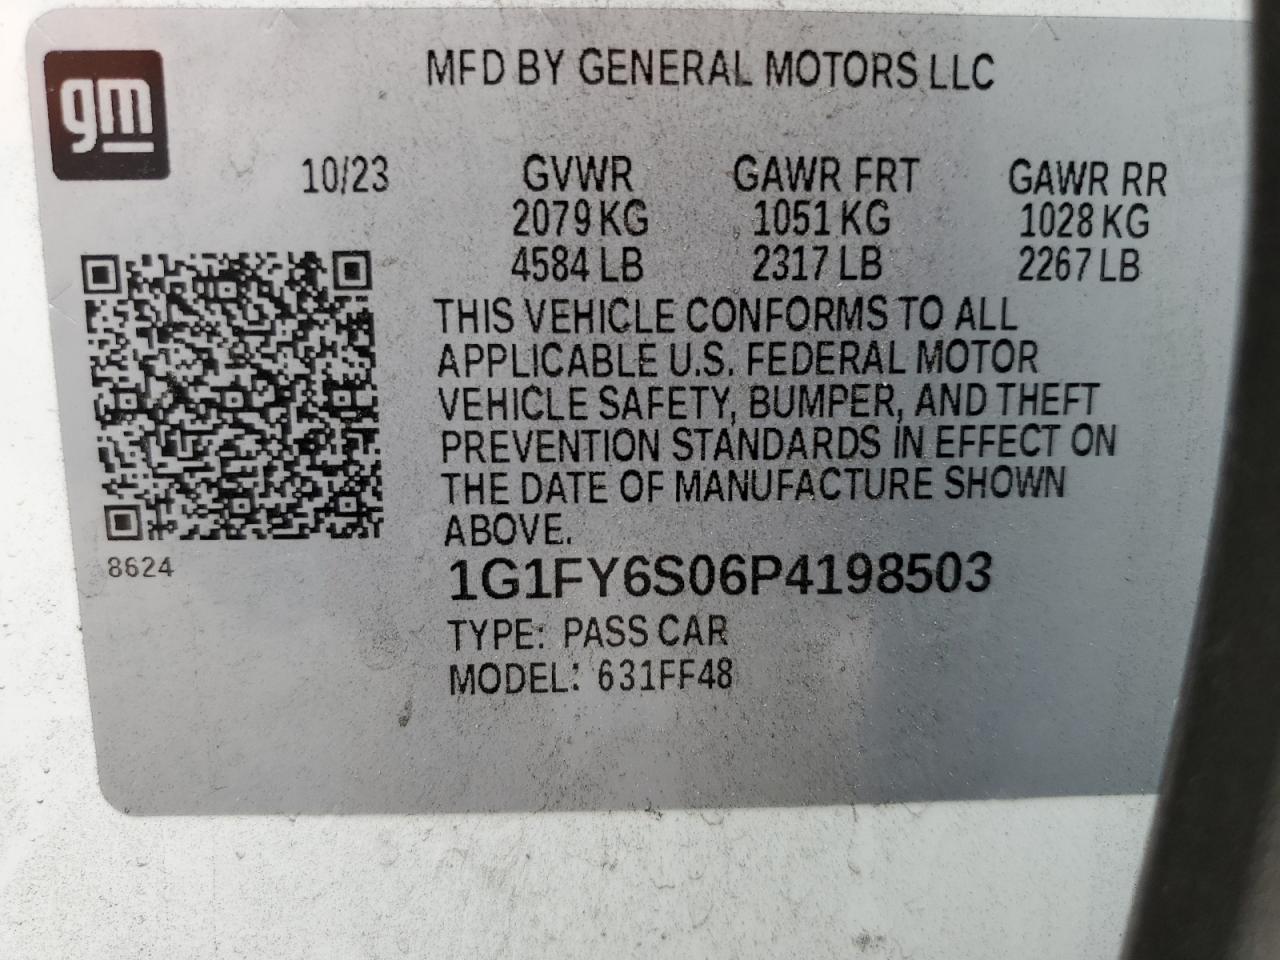 MFD BY GENERAL MOTORS LLC
gm
10/23 GVWR GAWR FRT GAWR RR
2079 KG 1051 KG 1028 KG
4584 LB 2317 LB 2267 LB
THIS VEHICLE CONFORMS TO ALL
APPLICABLE U.S. FEDERAL MOTOR
VEHICLE SAFETY, BUMPER, AND THEFT
PREVENTION STANDARDS IN EFFECT ON
THE DATE OF MANUFACTURE SHOWN
ABOVE.
8624
1G1FY6S06P4198503
TYPE: PASS CAR
MODEL: 631FF48